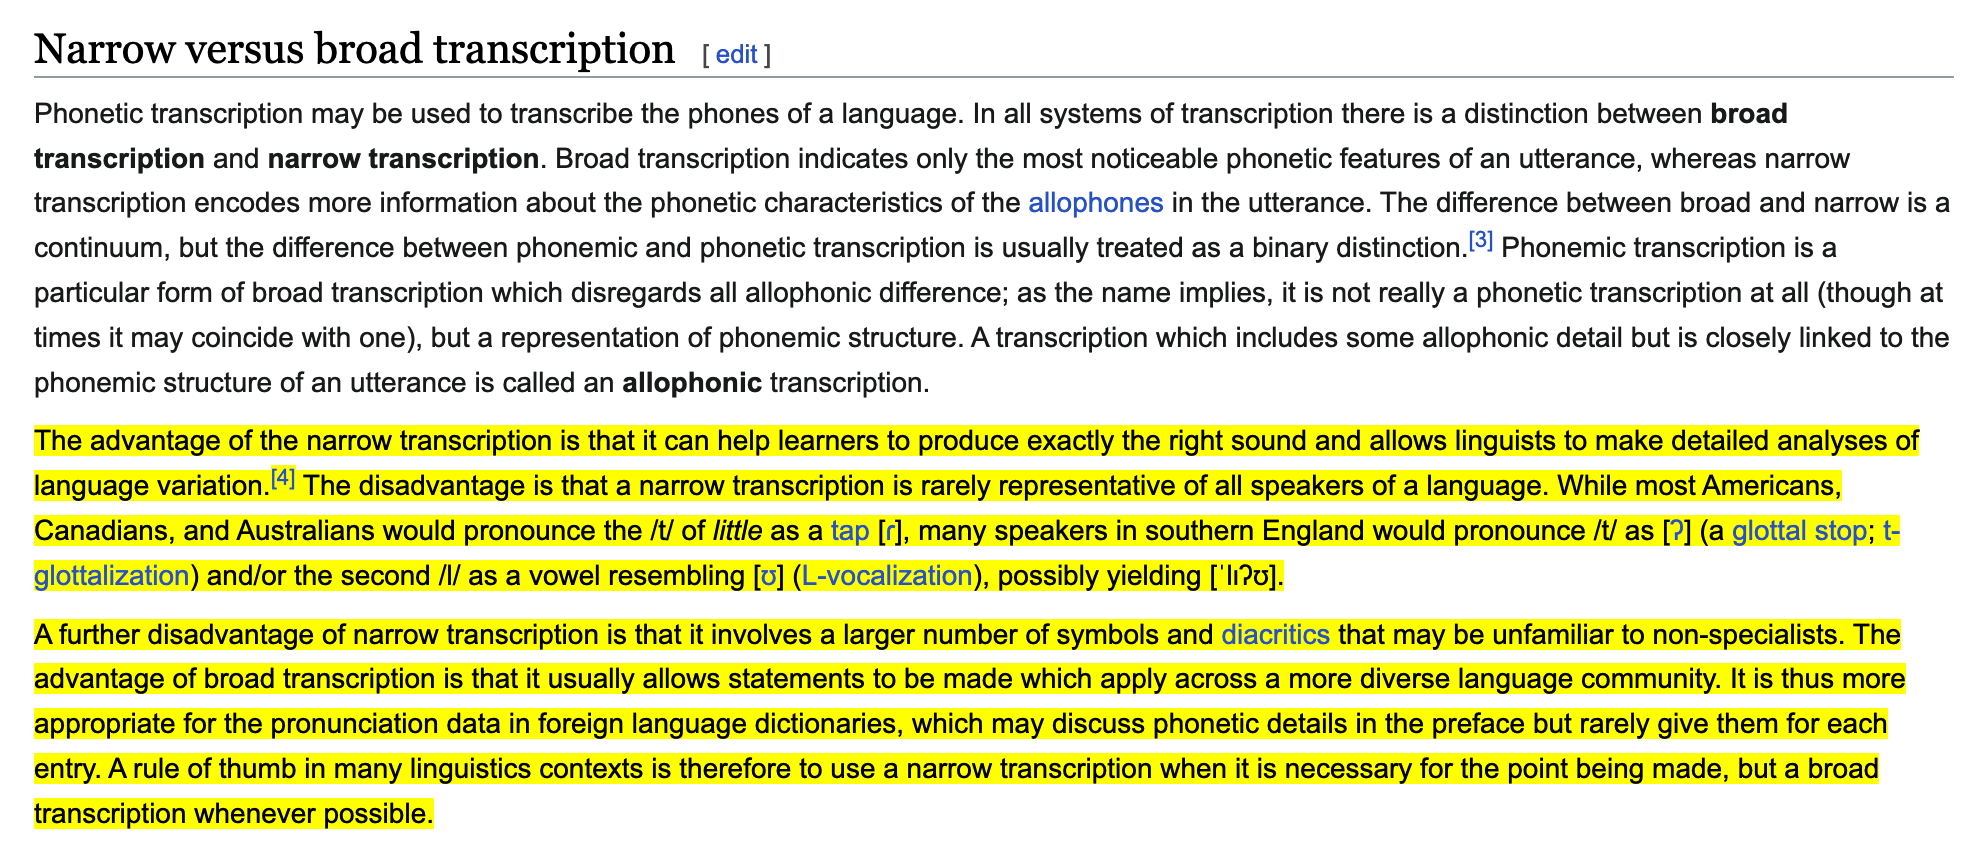 Narrow versus broad transcription [ edit ]
Phonetic transcription may be used to transcribe the phones of a language. In all systems of transcription there is a distinction between broad
transcription and narrow transcription. Broad transcription indicates only the most noticeable phonetic features of an utterance, whereas narrow
transcription encodes more information about the phonetic characteristics of the allophones in the utterance. The difference between broad and narrow is a
continuum, but the difference between phonemic and phonetic transcription is usually treated as a binary distinction.[3] Phonemic transcription is a
particular form of broad transcription which disregards all allophonic difference; as the name implies, it is not really a phonetic transcription at all (though at
times it may coincide with one), but a representation of phonemic structure. A transcription which includes some allophonic detail but is closely linked to the
phonemic structure of an utterance is called an allophonic transcription.
The advantage of the narrow transcription is that it can help learners to produce exactly the right sound and allows linguists to make detailed analyses of
language variation.[4] The disadvantage is that a narrow transcription is rarely representative of all speakers of a language. While most Americans,
Canadians, and Australians would pronounce the /t/ of little as a tap [ɾ], many speakers in southern England would pronounce /t/ as [ʔ] (a glottal stop; t-
glottalization) and/or the second /l/ as a vowel resembling [ʊ] (L-vocalization), possibly yielding [ˈlɪʔʊ].
A further disadvantage of narrow transcription is that it involves a larger number of symbols and diacritics that may be unfamiliar to non-specialists. The
advantage of broad transcription is that it usually allows statements to be made which apply across a more diverse language community. It is thus more
appropriate for the pronunciation data in foreign language dictionaries, which may discuss phonetic details in the preface but rarely give them for each
entry. A rule of thumb in many linguistics contexts is therefore to use a narrow transcription when it is necessary for the point being made, but a broad
transcription whenever possible.